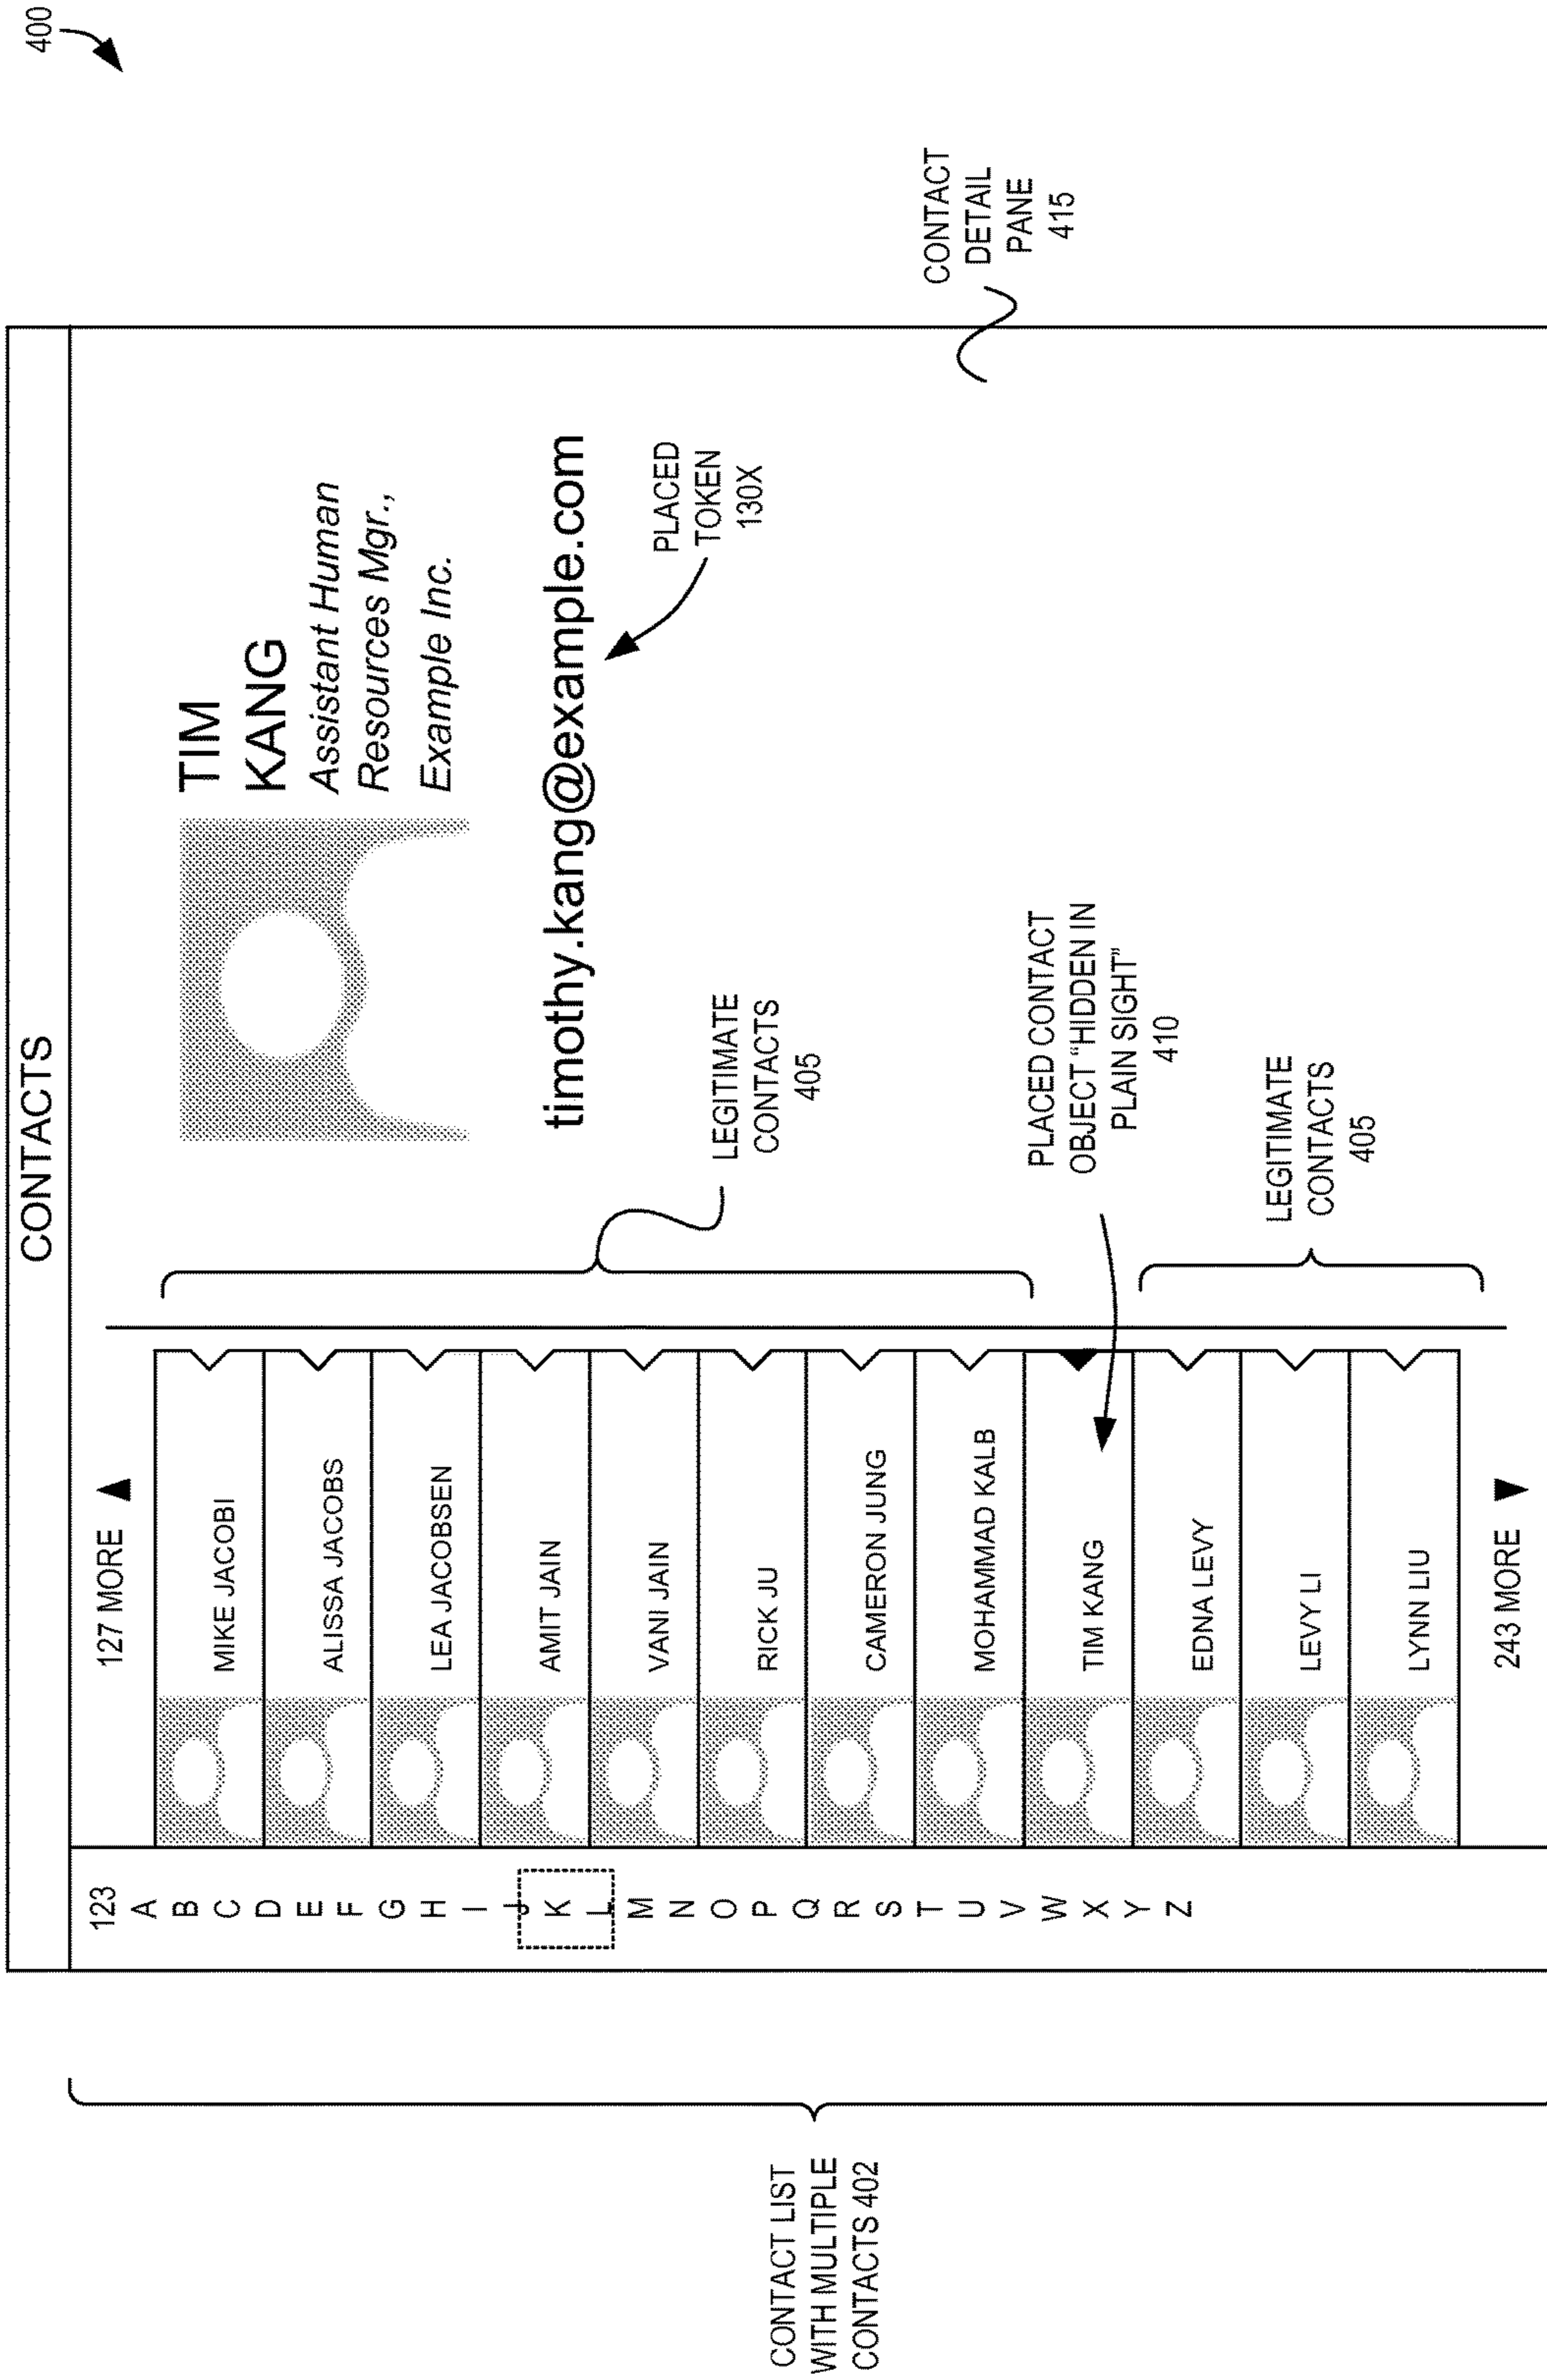 400
CONTACTS
123
A
B
C
D
E
F
G
H
I
J
K
L
M
N
O
P
Q
R
S
T
U
V
W
X
Y
Z
127 MORE
MIKE JACOBI
ALISSA JACOBS
LEA JACOBSEN
AMIT JAIN
VANI JAIN
RICK JU
CAMERON JUNG
MOHAMMAD KALB
TIM KANG
EDNA LEVY
LEVY LI
LYNN LIU
243 MORE
TIM
KANG
Assistant Human
Resources Mgr.,
Example Inc.
timothy.kang@example.com
PLACED
TOKEN
130X
LEGITIMATE
CONTACTS
405
PLACED CONTACT
OBJECT “HIDDEN IN
PLAIN SIGHT”
410
LEGITIMATE
CONTACTS
405
CONTACT
DETAIL
PANE
415
CONTACT LIST
WITH MULTIPLE
CONTACTS 402